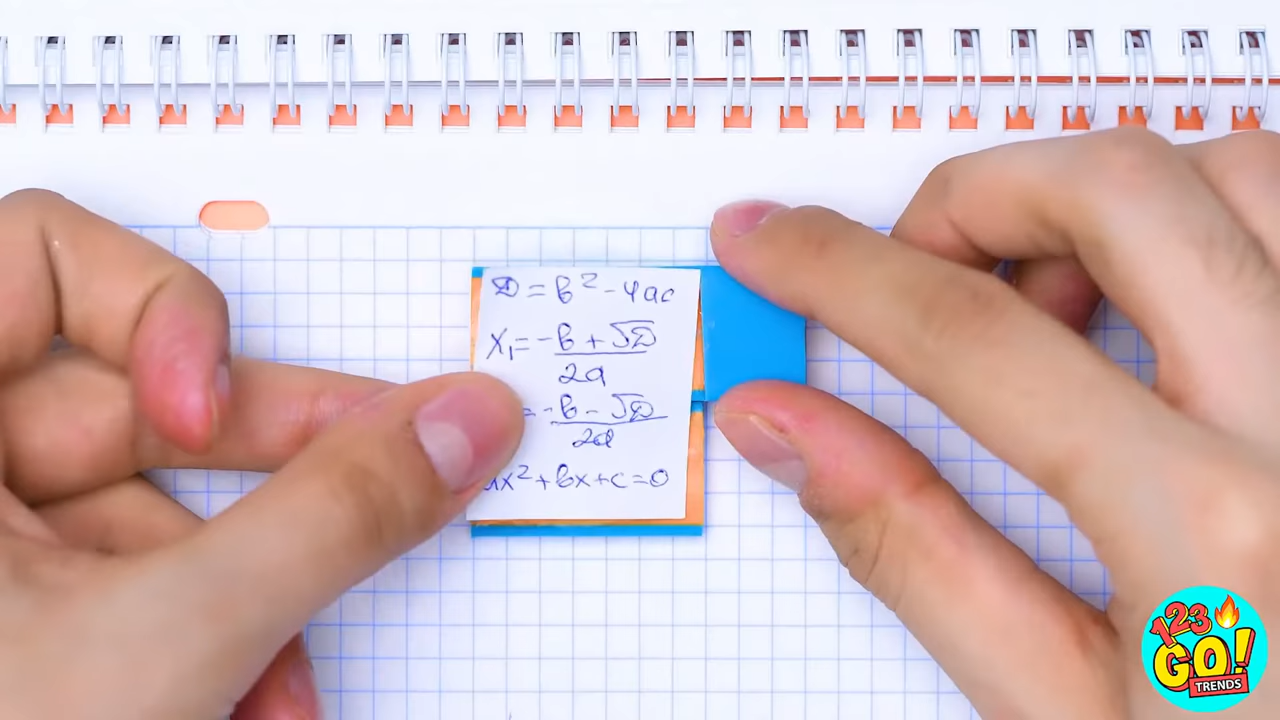 D = b² - 4ac
x₁ = -b + √D
2a
= -b - √D
2a
ax² + bx + c = 0
123
GO!
TRENDS